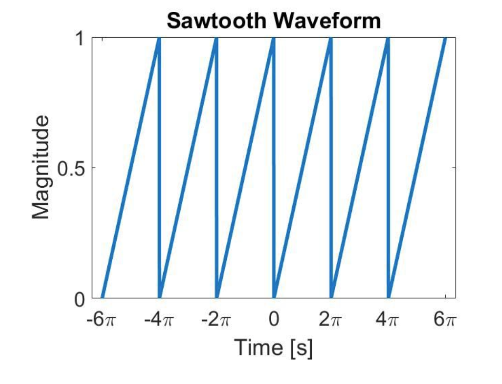 Sawtooth Waveform
1
0.5
0
Magnitude
-6π -4π -2π 0 2π 4π 6π
Time [s]